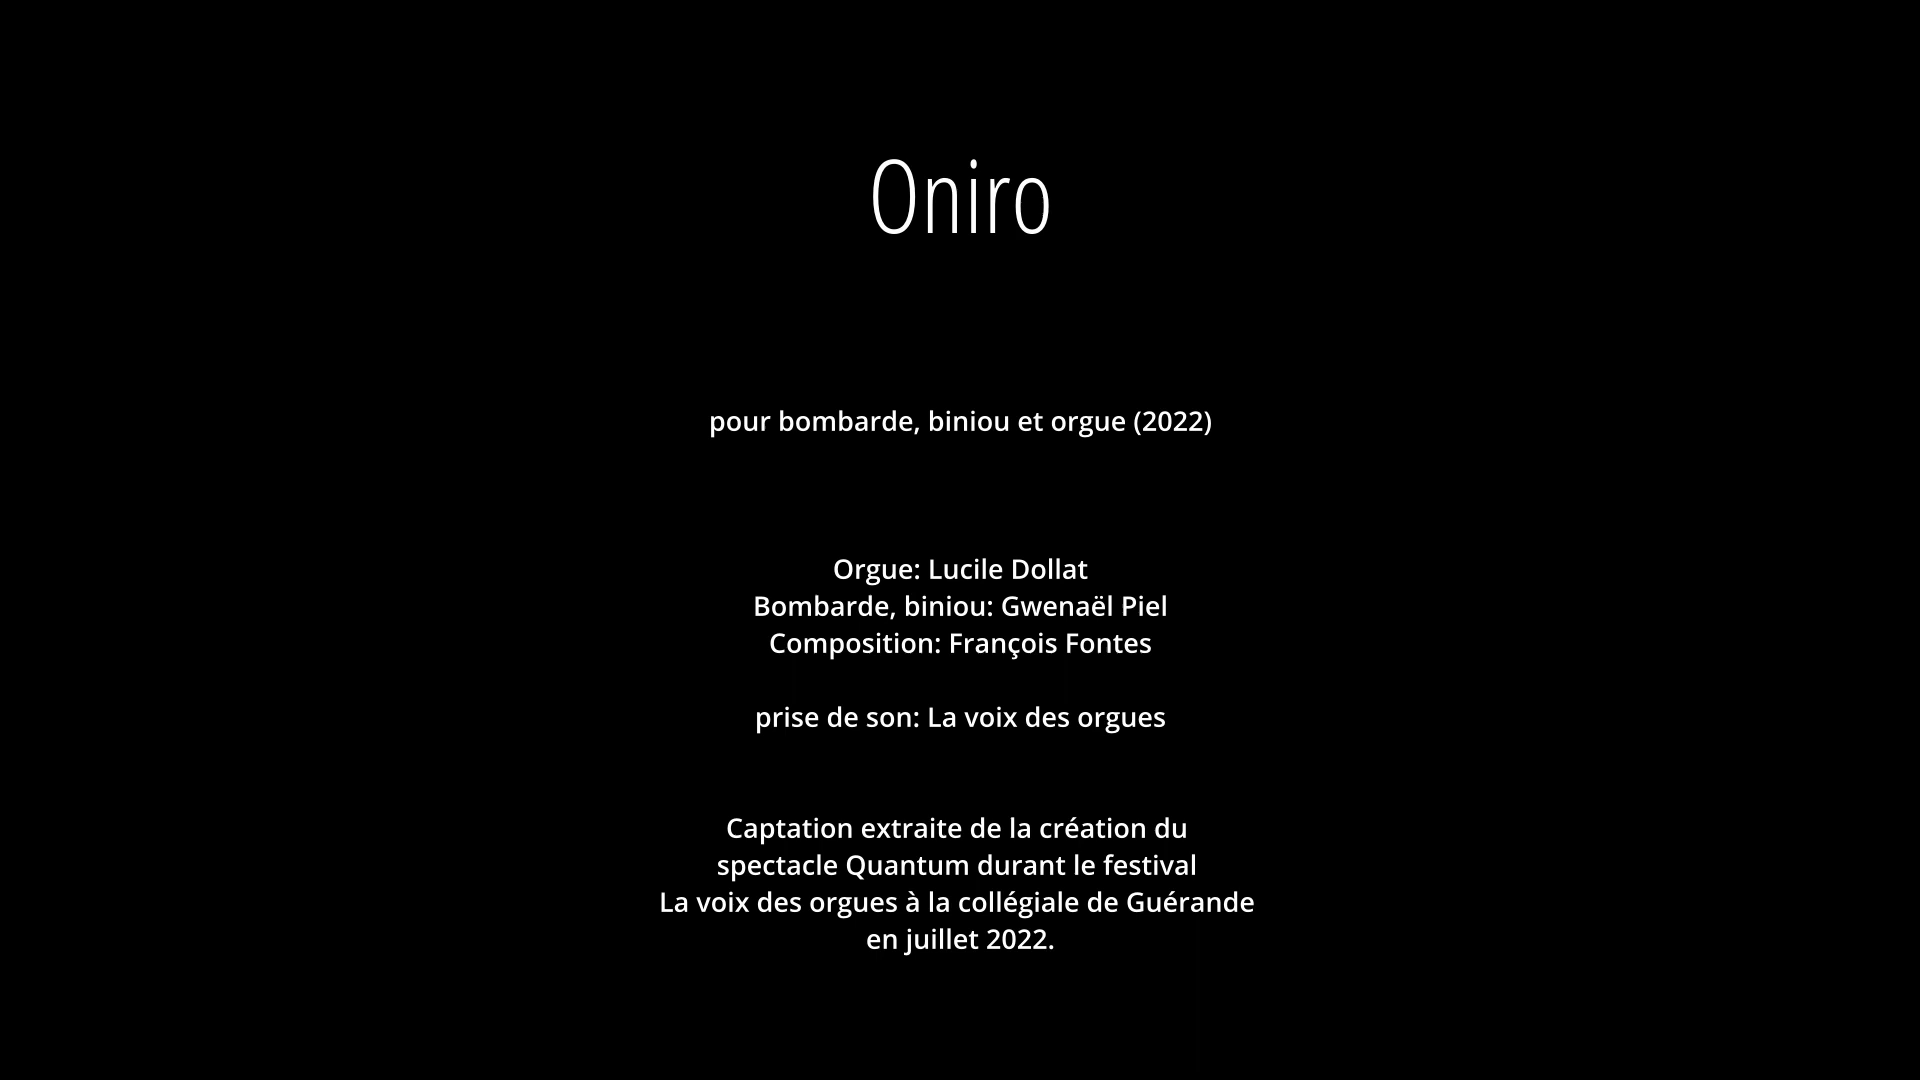 Oniro
pour bombarde, biniou et orgue (2022)
Orgue: Lucile Dollat
Bombarde, biniou: Gwenaël Piel
Composition: François Fontes
prise de son: La voix des orgues
Captation extraite de la création du
spectacle Quantum durant le festival
La voix des orgues à la collégiale de Guérande
en juillet 2022.